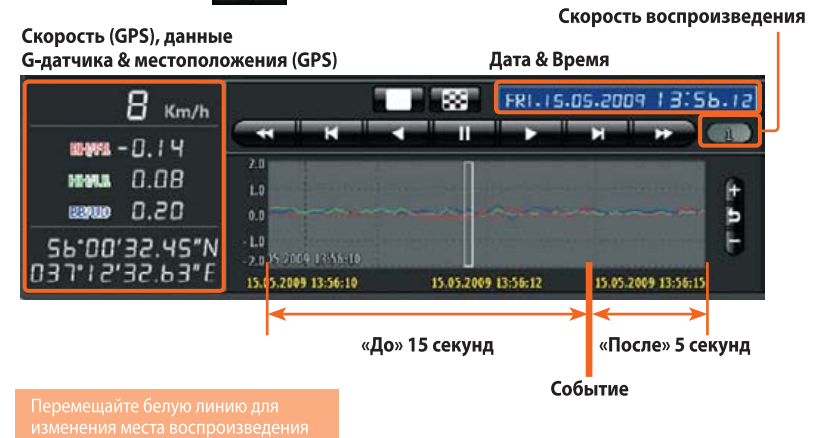 Скорость воспроизведения
Скорость (GPS), данные
G-датчика & местоположения (GPS)
Дата & Время
8 Km/h
FRI.15.05.2009 13:56.12
1
-0.14
0.08
0.20
56°00'32.45"N
037°12'32.63"E
2.0
1.0
0.0
-1.0
-2.0
15.05.2009 13:56:10
15.05.2009 13:56:12
15.05.2009 13:56:15
«До» 15 секунд
«После» 5 секунд
Событие
Перемещайте белую линию для
изменения места воспроизведения